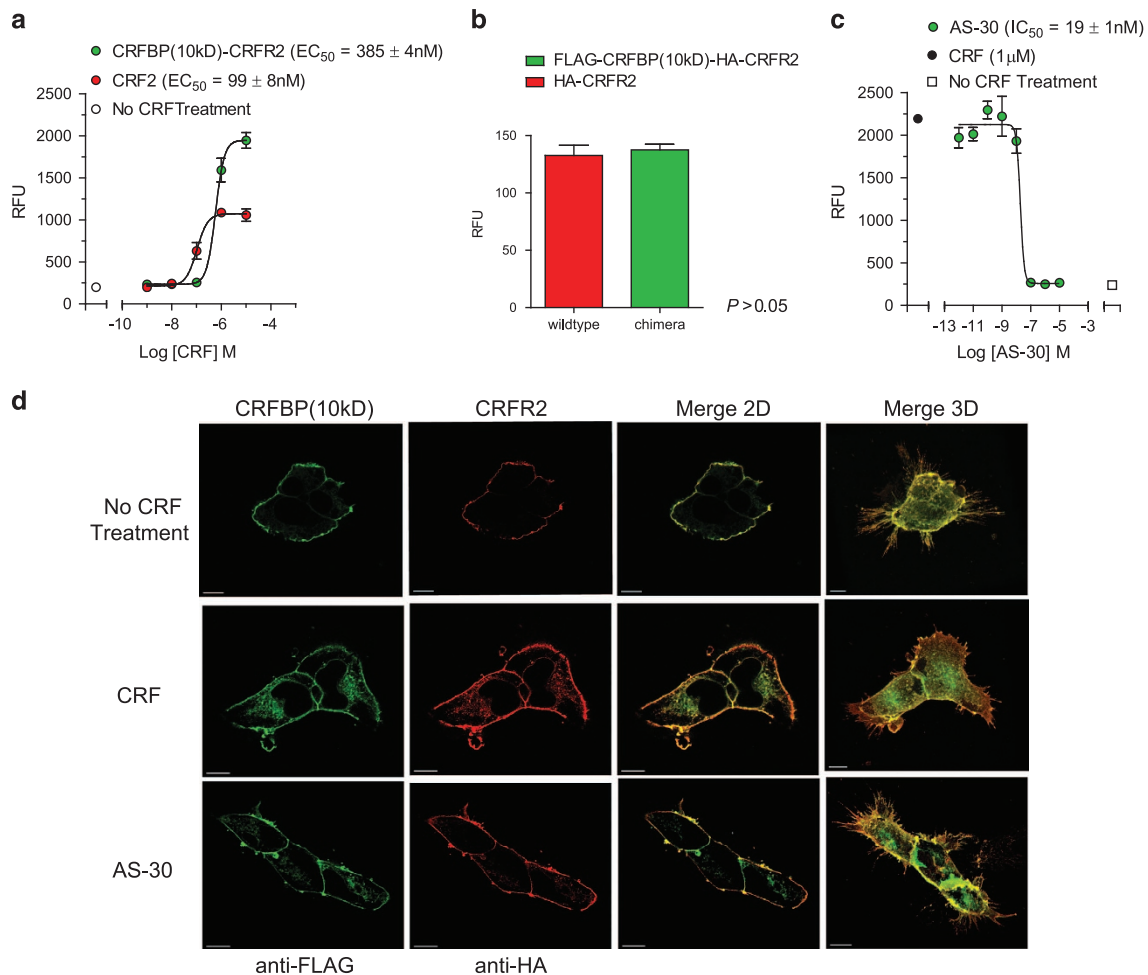 a
CRFBP(10kD)-CRFR2 (EC50 = 385 ± 4nM)
CRF2 (EC50 = 99 ± 8nM)
No CRFTreatment
2500
2000
1500
1000
500
0
RFU
-10 -8 -6 -4 -2
Log [CRF] M
b
FLAG-CRFBP(10kD)-HA-CRFR2
HA-CRFR2
150
100
50
0
RFU
wildtype chimera
P > 0.05
c
AS-30 (IC50 = 19 ± 1nM)
CRF (1μM)
No CRF Treatment
2500
2000
1500
1000
500
0
RFU
-13 -11 -9 -7 -5 -3
Log [AS-30] M
d
CRFBP(10kD) CRFR2 Merge 2D Merge 3D
No CRF
Treatment
CRF
AS-30
anti-FLAG anti-HA